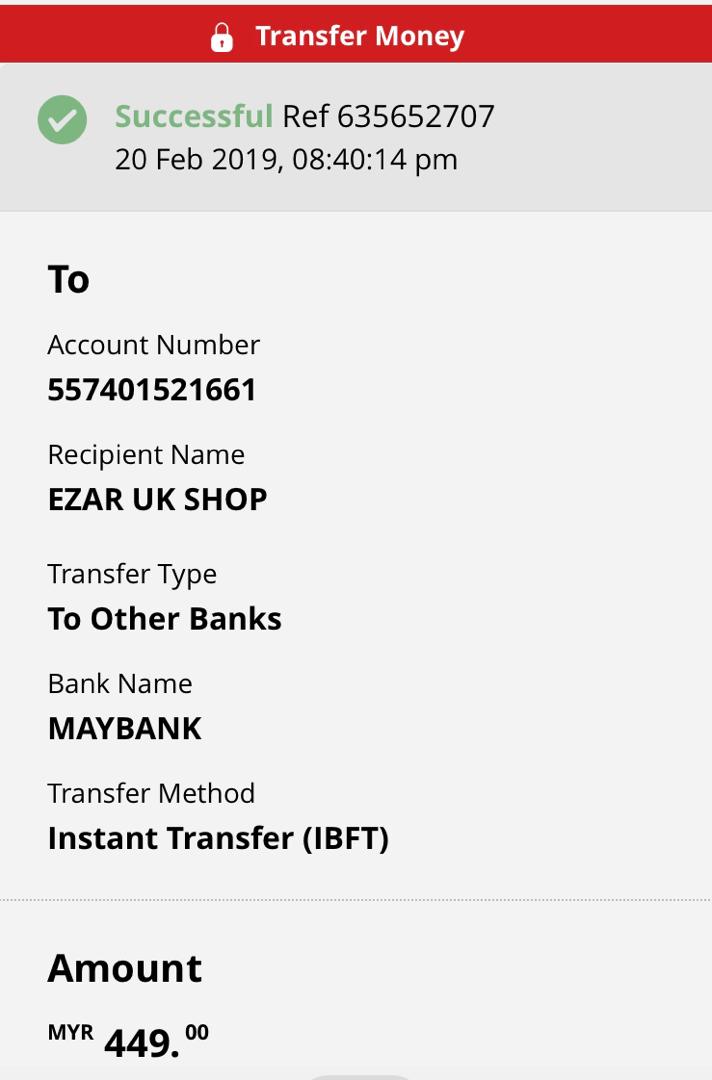 Transfer Money
Successful Ref 635652707
20 Feb 2019, 08:40:14 pm
To
Account Number
557401521661
Recipient Name
EZAR UK SHOP
Transfer Type
To Other Banks
Bank Name
MAYBANK
Transfer Method
Instant Transfer (IBFT)
Amount
MYR 449.00